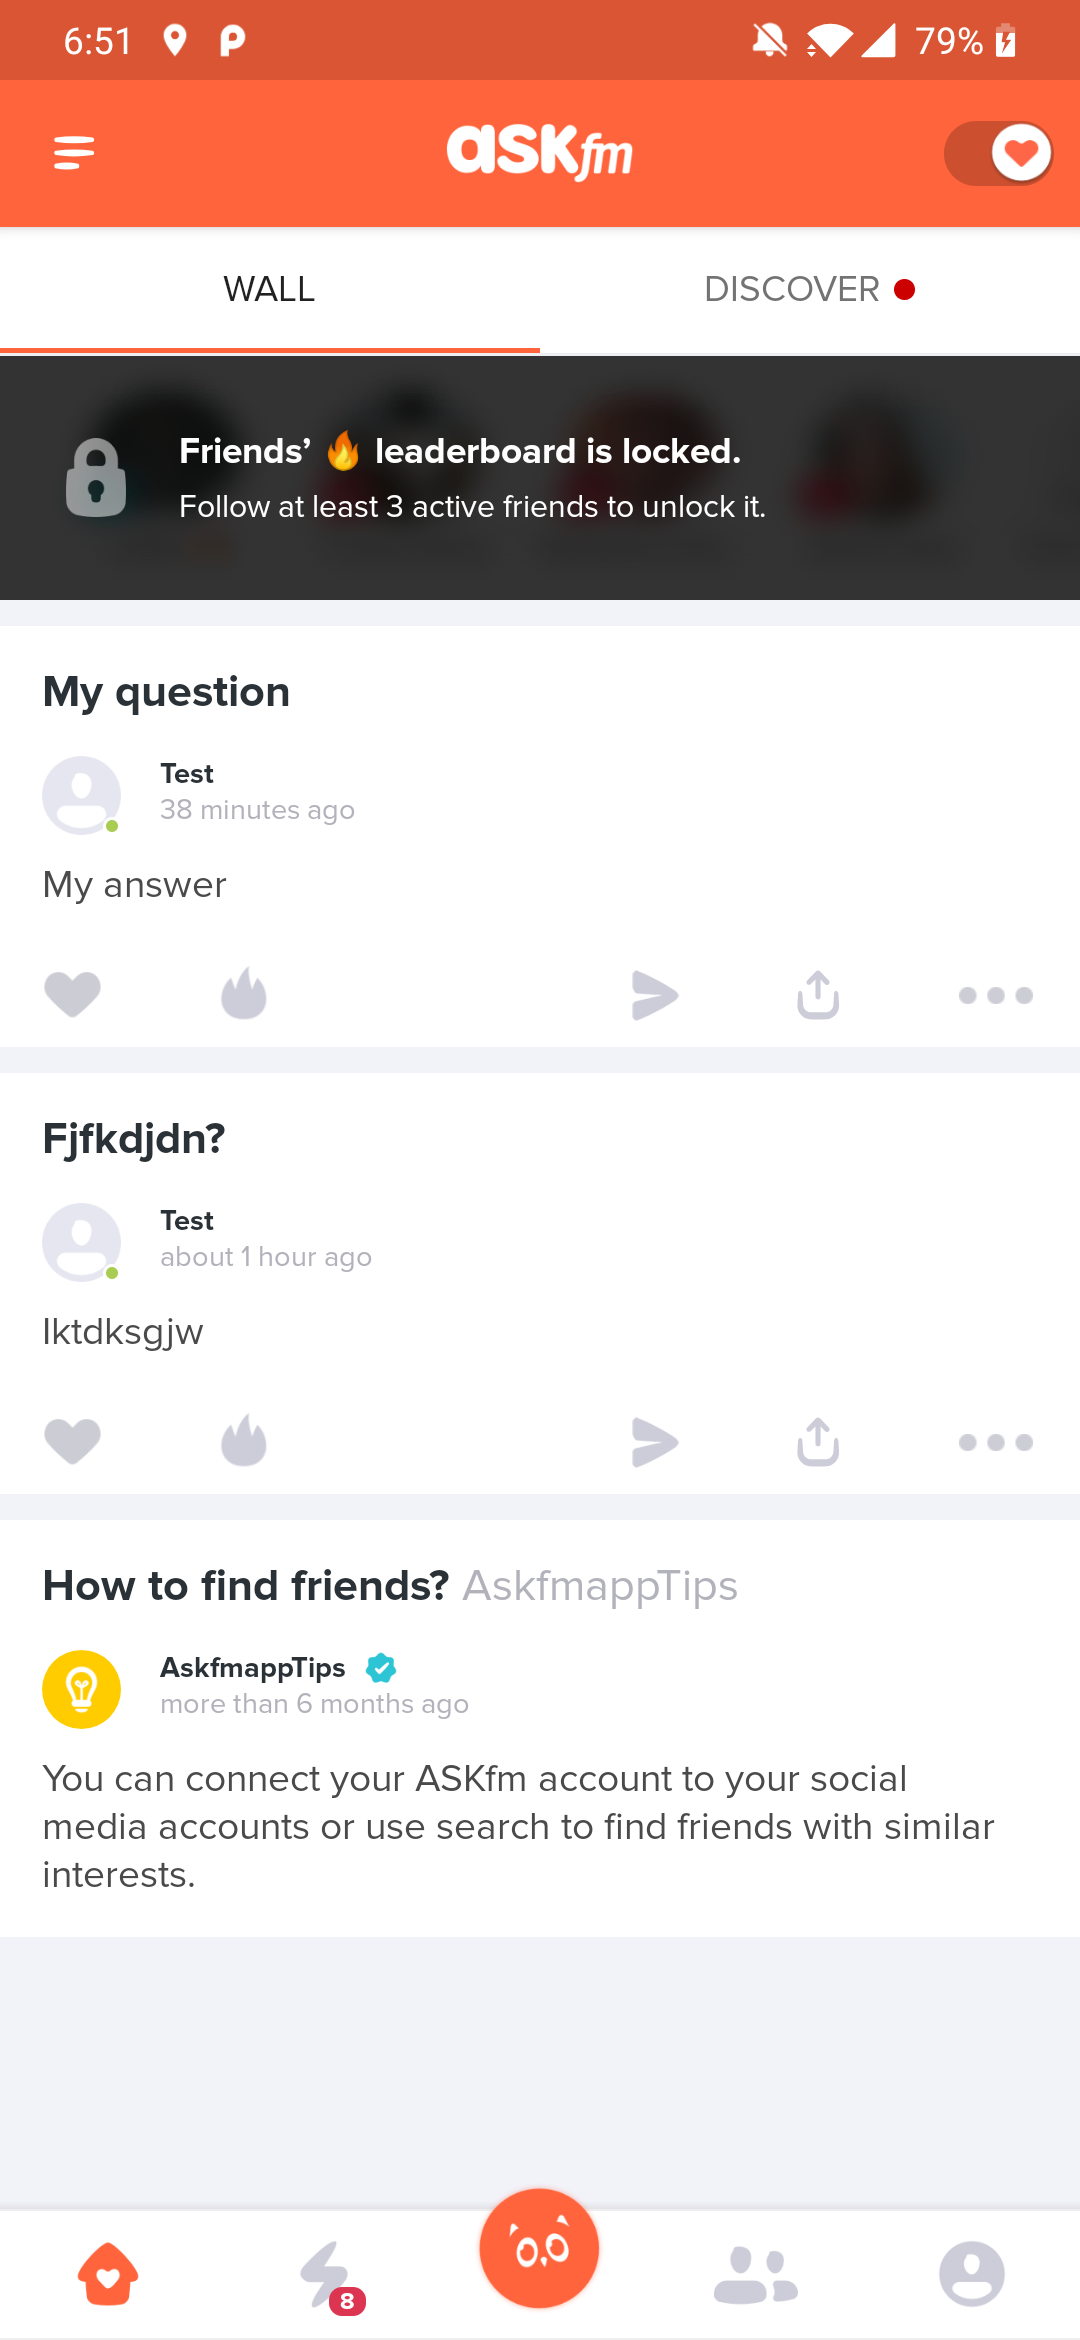 6:51
79%
ASKfm
WALL
DISCOVER
Friends’ 🔥 leaderboard is locked.
Follow at least 3 active friends to unlock it.
My question
Test
38 minutes ago
My answer
Fjfkdjdn?
Test
about 1 hour ago
Iktdksgjw
How to find friends? AskfmappTips
AskfmappTips
more than 6 months ago
You can connect your ASKfm account to your social
media accounts or use search to find friends with similar
interests.
8